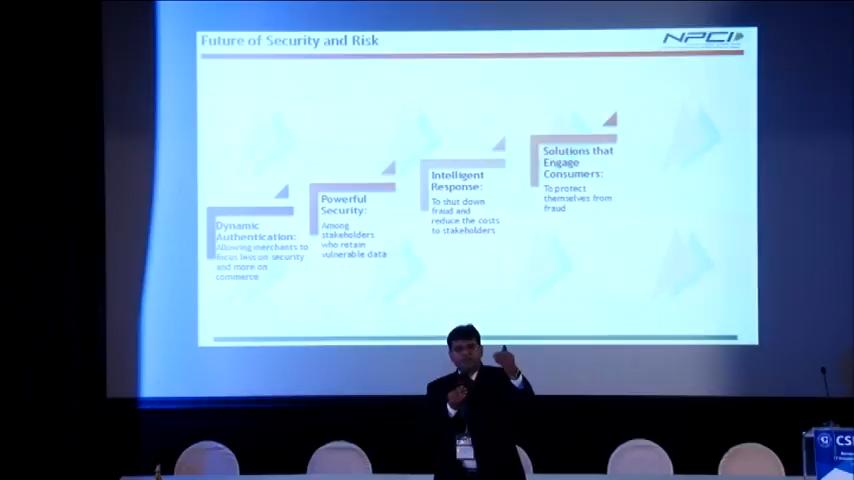 Future of Security and Risk
NPCI
Dynamic
Authentication:
Allowing merchants to
focus less on security
and more on
commerce
Powerful
Security:
Among
stakeholders
who retain
vulnerable data
Intelligent
Response:
To shut down
fraud and
reduce the costs
to stakeholders
Solutions that
Engage
Consumers:
To protect
themselves from
fraud